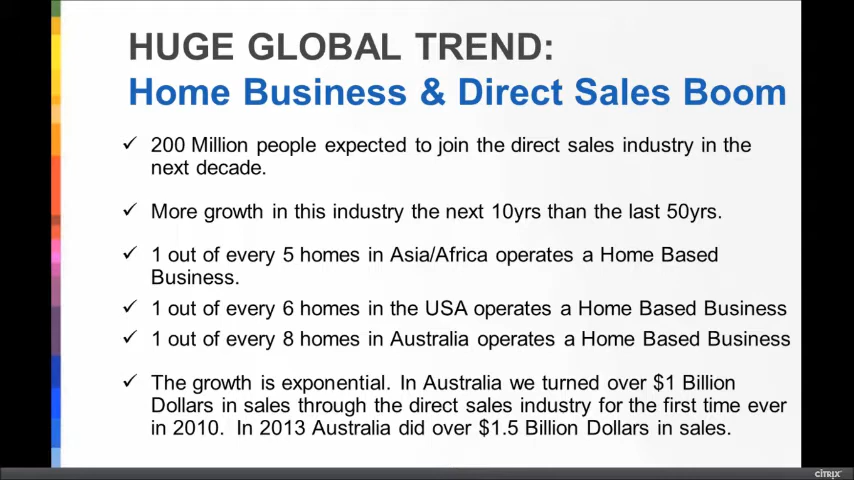 HUGE GLOBAL TREND:
Home Business & Direct Sales Boom
✓ 200 Million people expected to join the direct sales industry in the
next decade.
✓ More growth in this industry the next 10yrs than the last 50yrs.
✓ 1 out of every 5 homes in Asia/Africa operates a Home Based
Business.
✓ 1 out of every 6 homes in the USA operates a Home Based Business
✓ 1 out of every 8 homes in Australia operates a Home Based Business
✓ The growth is exponential. In Australia we turned over $1 Billion
Dollars in sales through the direct sales industry for the first time ever
in 2010. In 2013 Australia did over $1.5 Billion Dollars in sales.
CITRIX